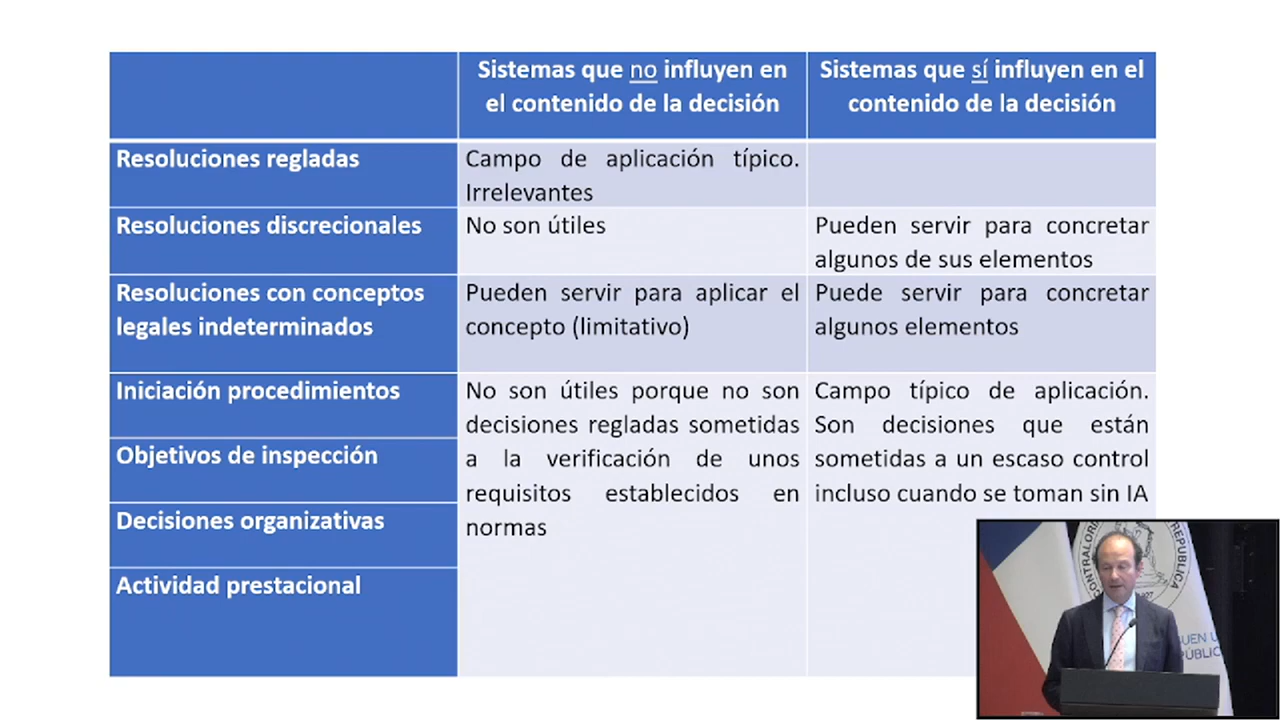 Sistemas que no influyen en
el contenido de la decisión
Sistemas que sí influyen en el
contenido de la decisión
Resoluciones regladas
Campo de aplicación típico.
Irrelevantes
Resoluciones discrecionales
No son útiles
Pueden servir para concretar
algunos de sus elementos
Resoluciones con conceptos
legales indeterminados
Pueden servir para aplicar el
concepto (limitativo)
Puede servir para concretar
algunos elementos
Iniciación procedimientos
Objetivos de inspección
Decisiones organizativas
Actividad prestacional
No son útiles porque no son
decisiones regladas sometidas
a la verificación de unos
requisitos establecidos en
normas
Campo típico de aplicación.
Son decisiones que están
sometidas a un escaso control
incluso cuando se toman sin IA
CONTRALORÍA
REPÚBLICA